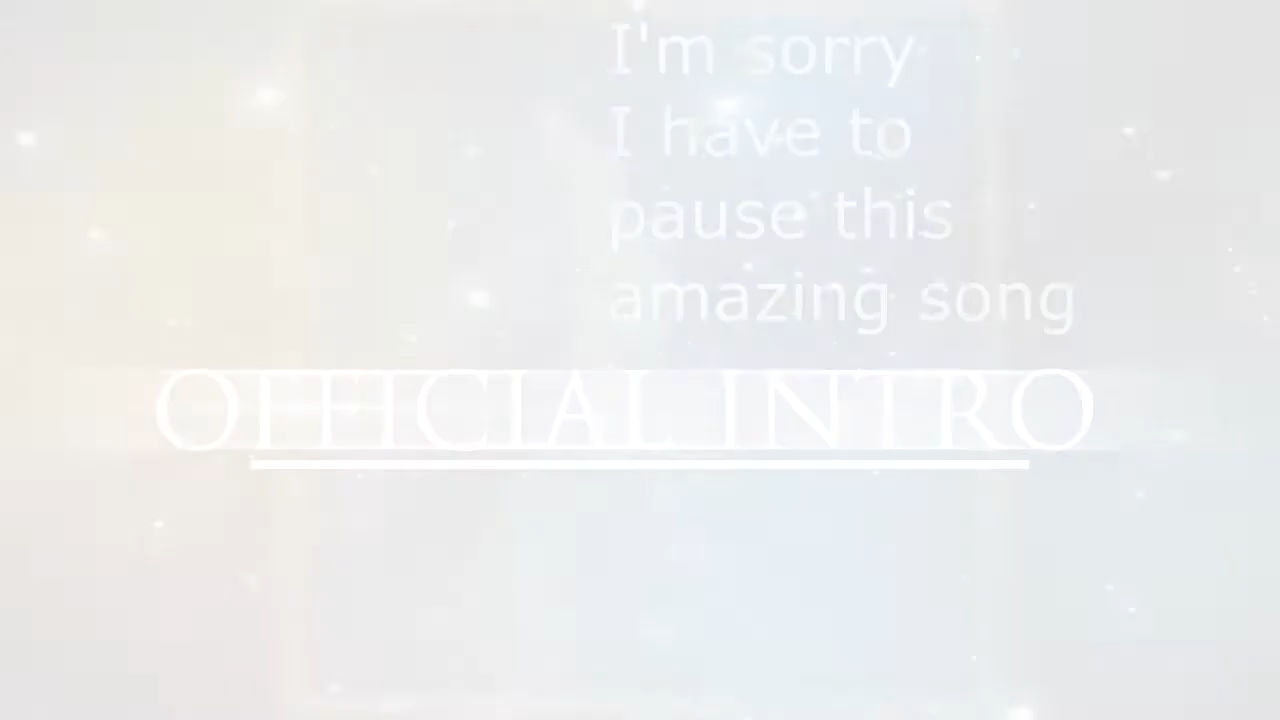 I'm sorry
I have to
pause this
amazing song
OFFICIAL INTRO